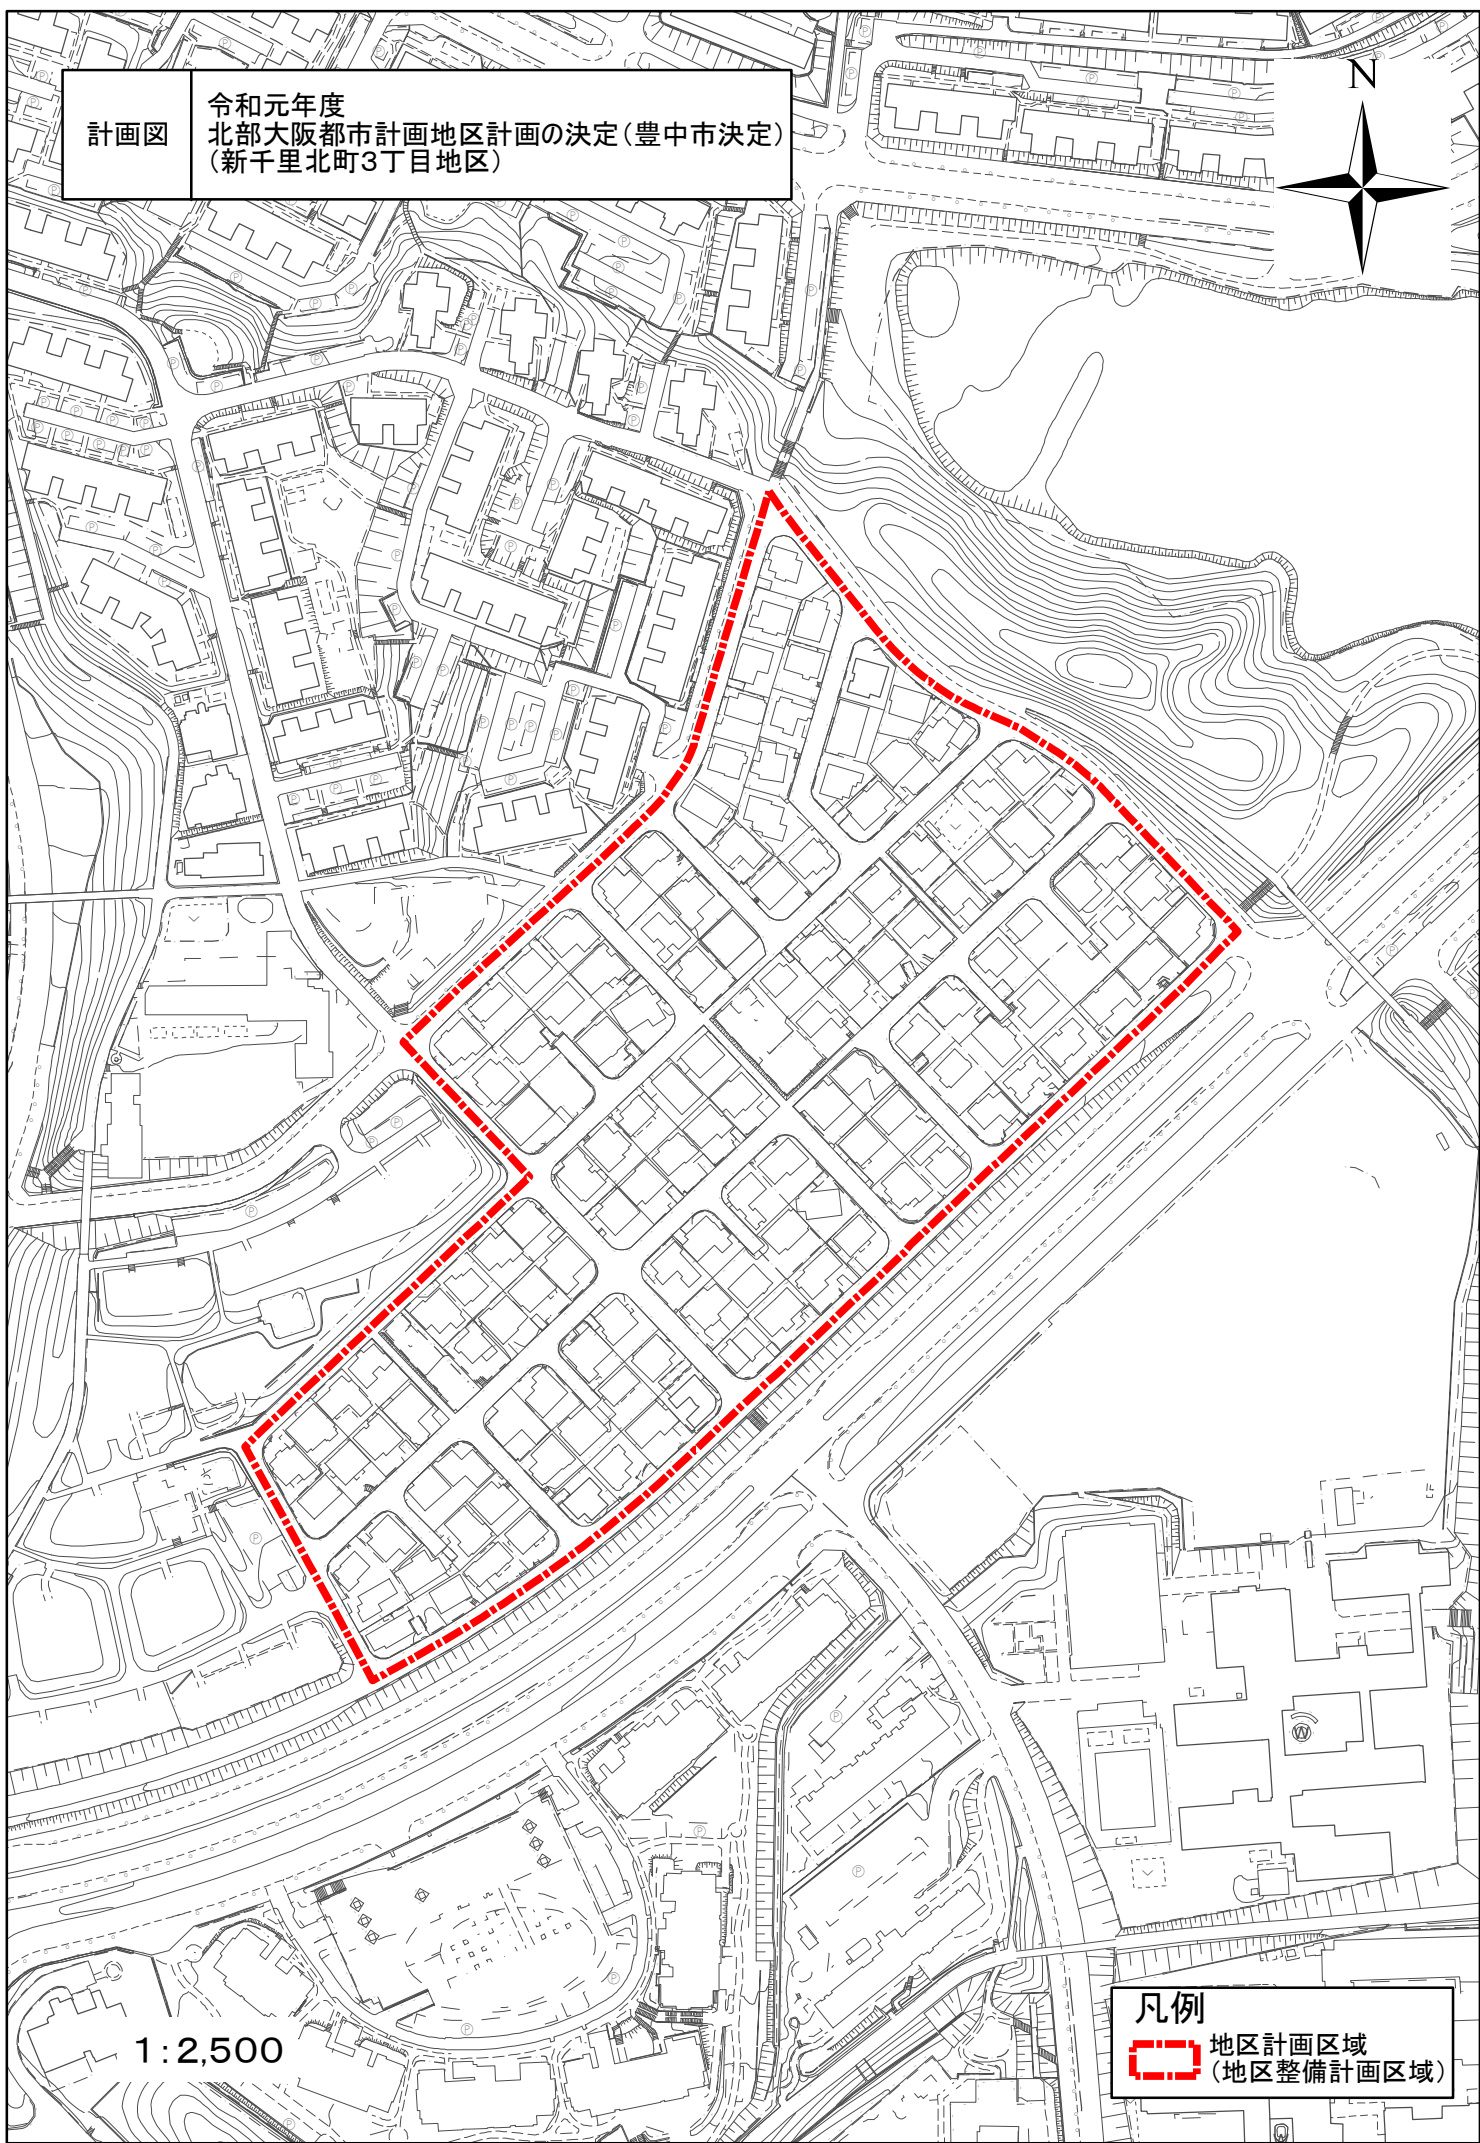 計画図
令和元年度
北部大阪都市計画地区計画の決定(豊中市決定)
(新千里北町3丁目地区)
N
1:2,500
凡例
地区計画区域
(地区整備計画区域)